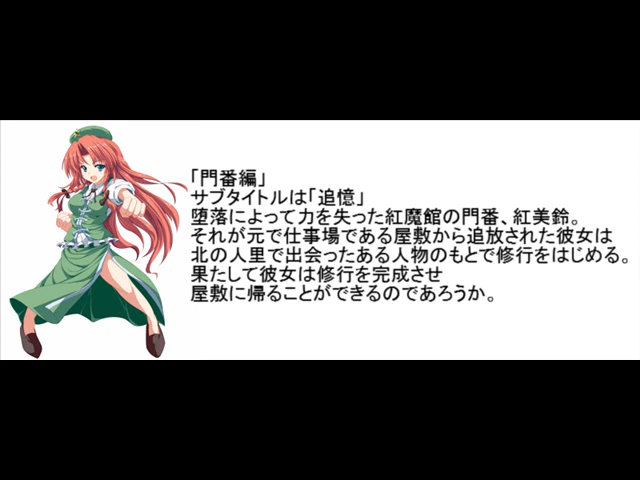 「門番編」
サブタイトルは「追憶」
堕落によって力を失った紅魔館の門番、紅美鈴。
それが元で仕事場である屋敷から追放された彼女は
北の人里で出会ったある人物のもとで修行をはじめる。
果たして彼女は修行を完成させ
屋敷に帰ることができるのであろうか。